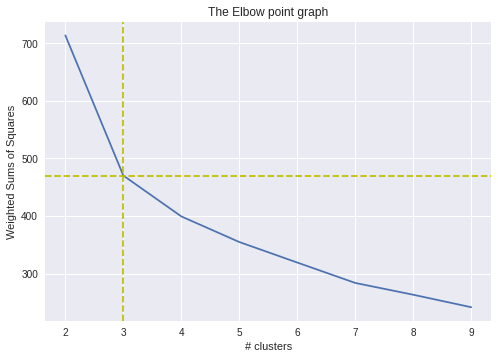 The Elbow point graph
Weighted Sums of Squares
700
600
500
400
300
2 3 4 5 6 7 8 9
# clusters